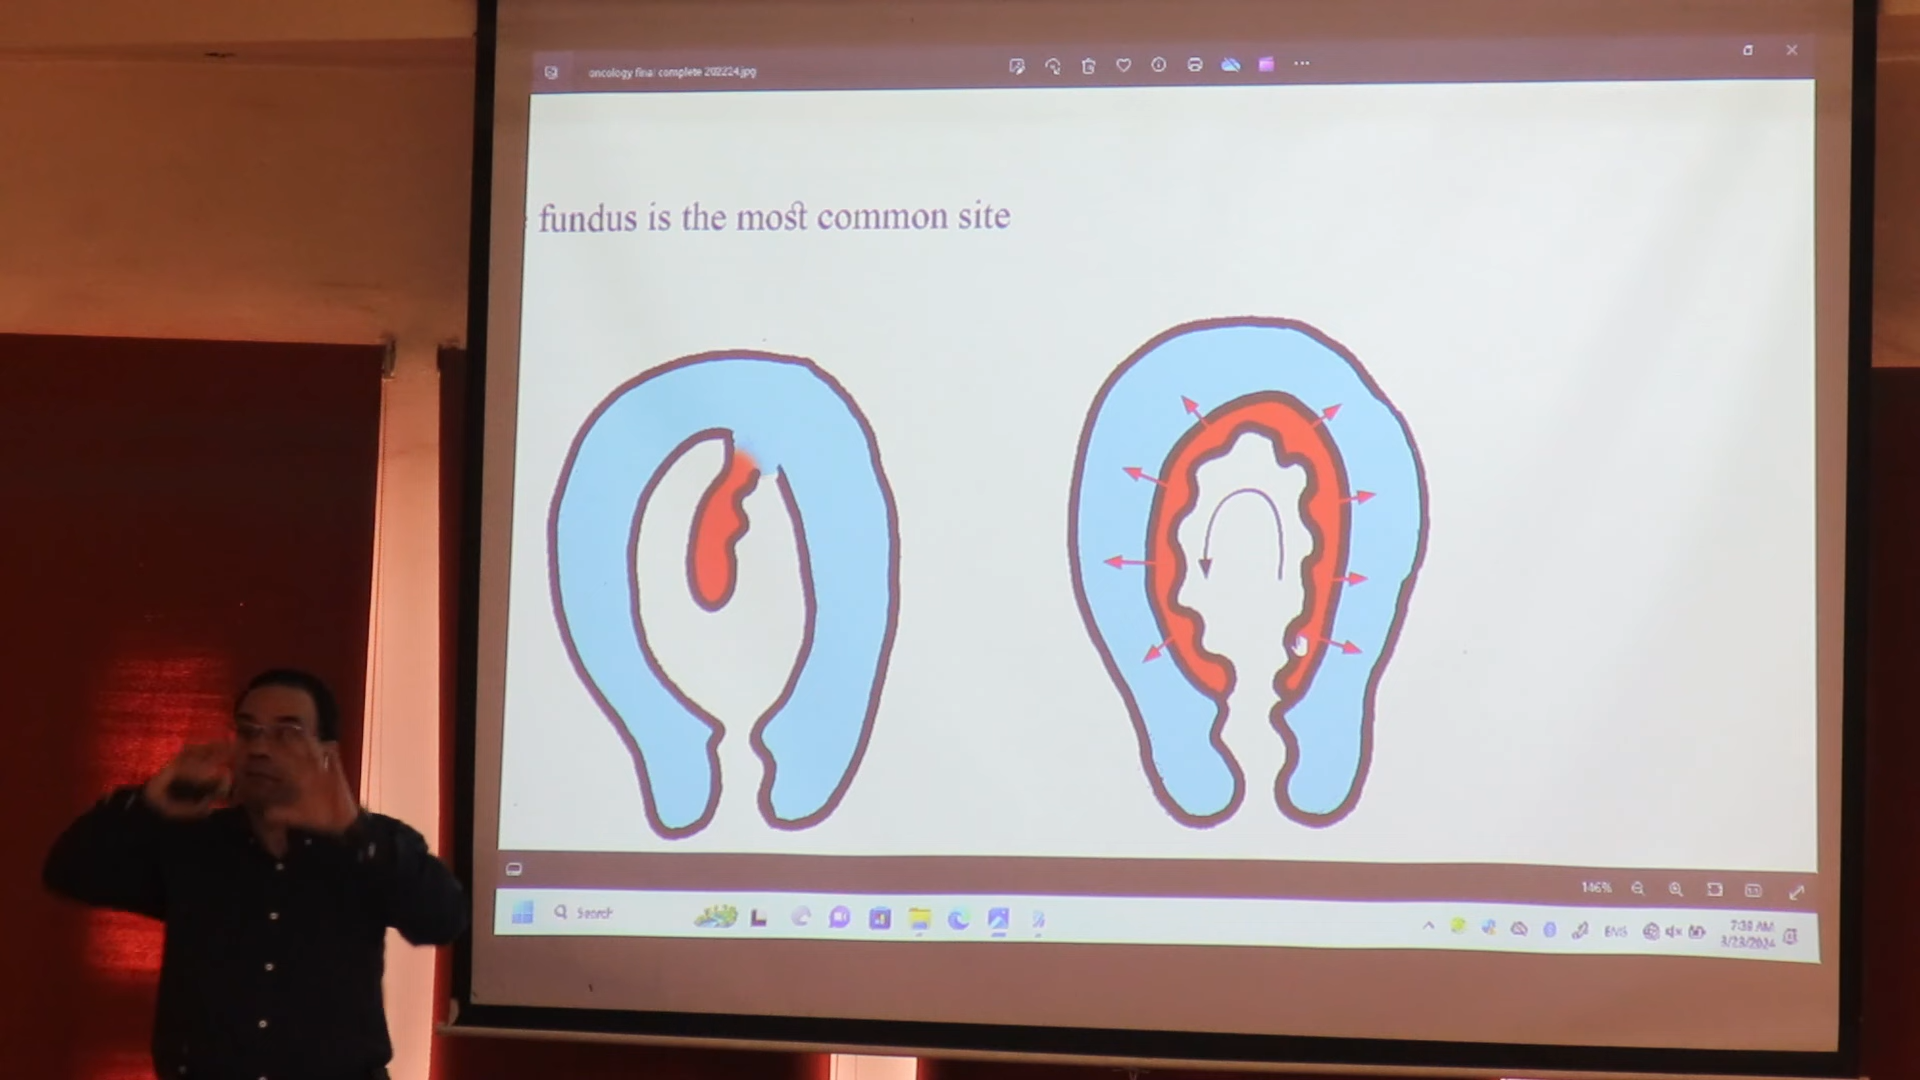 oncology final complete 202224.jpg
fundus is the most common site
146%
Search
ENG
7:38 AM
3/23/2024